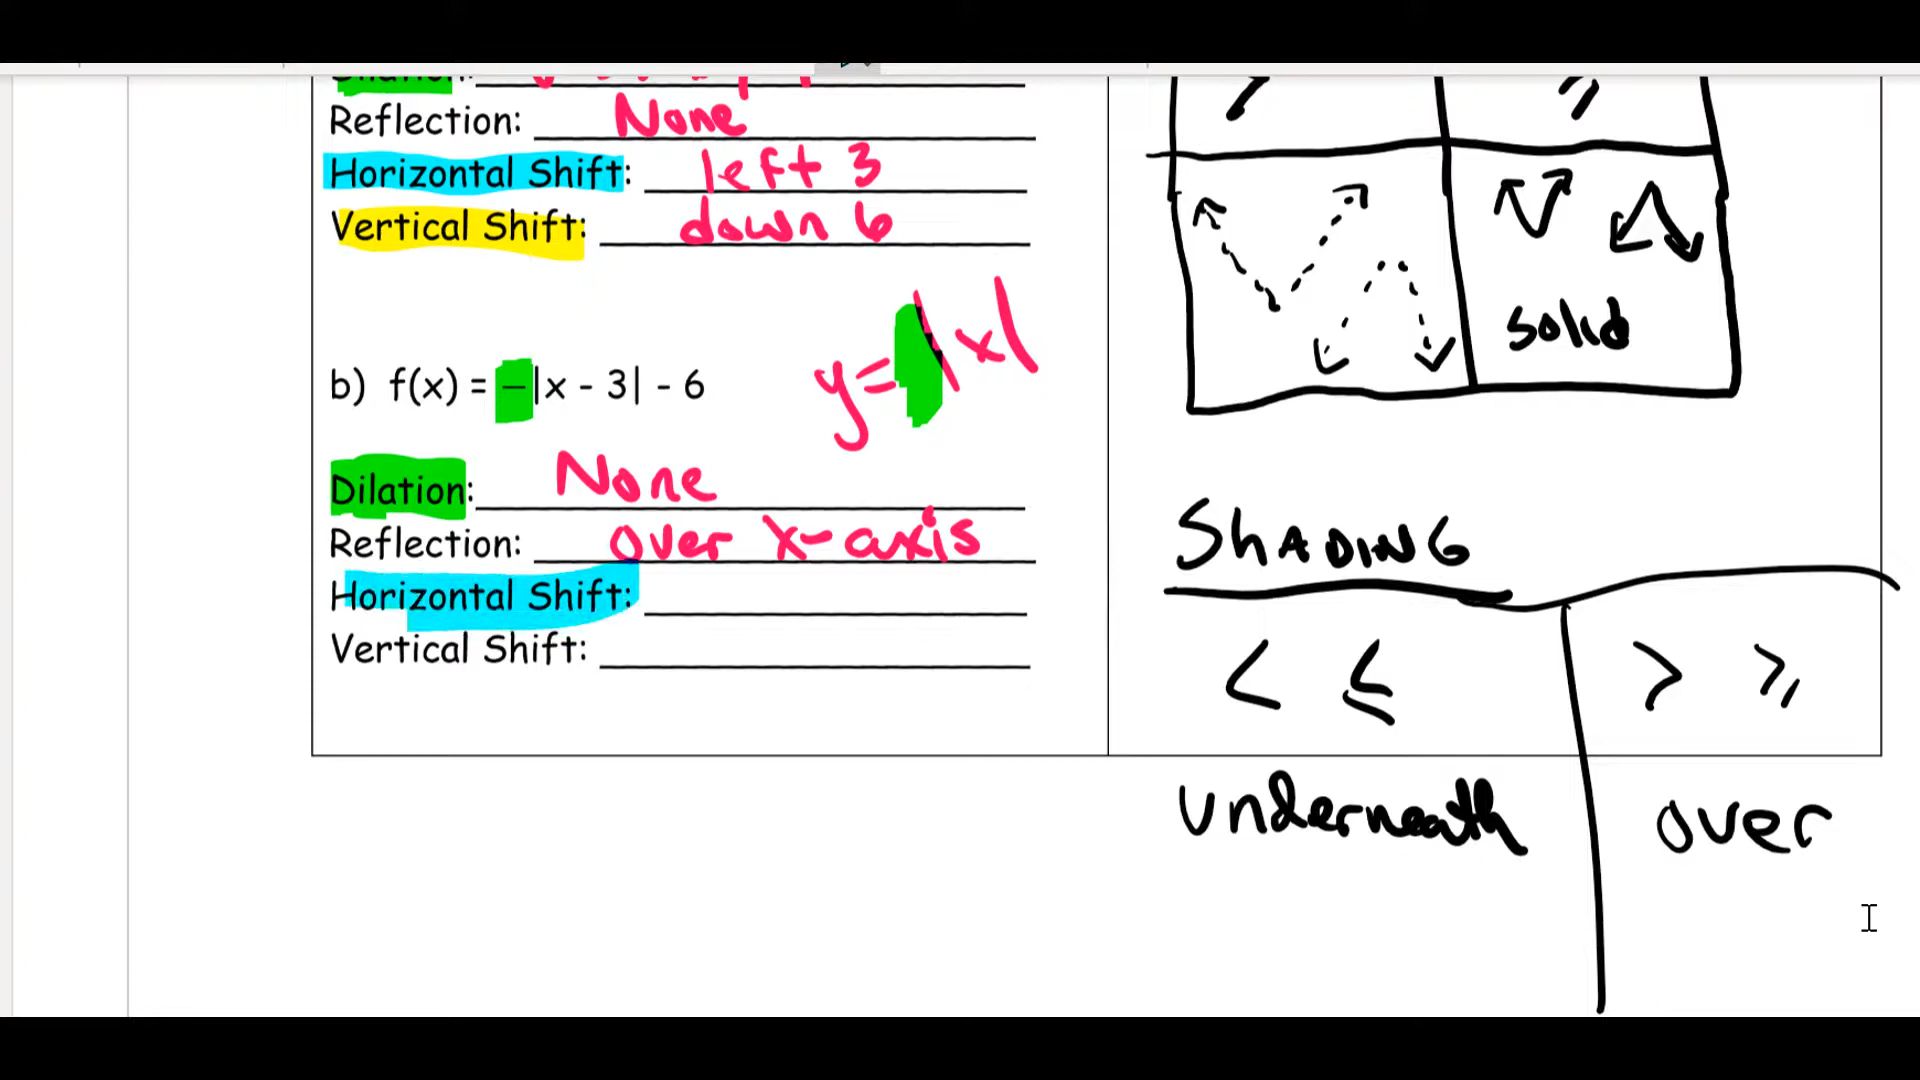 Dilation:
Reflection: None
Horizontal Shift: left 3
Vertical Shift: down 6
b) f(x) = -|x - 3| - 6
y=|x|
Dilation: None
Reflection: over x-axis
Horizontal Shift:
Vertical Shift:
> ≥
solid
SHADING
< ≤
> ≥
underneath
over